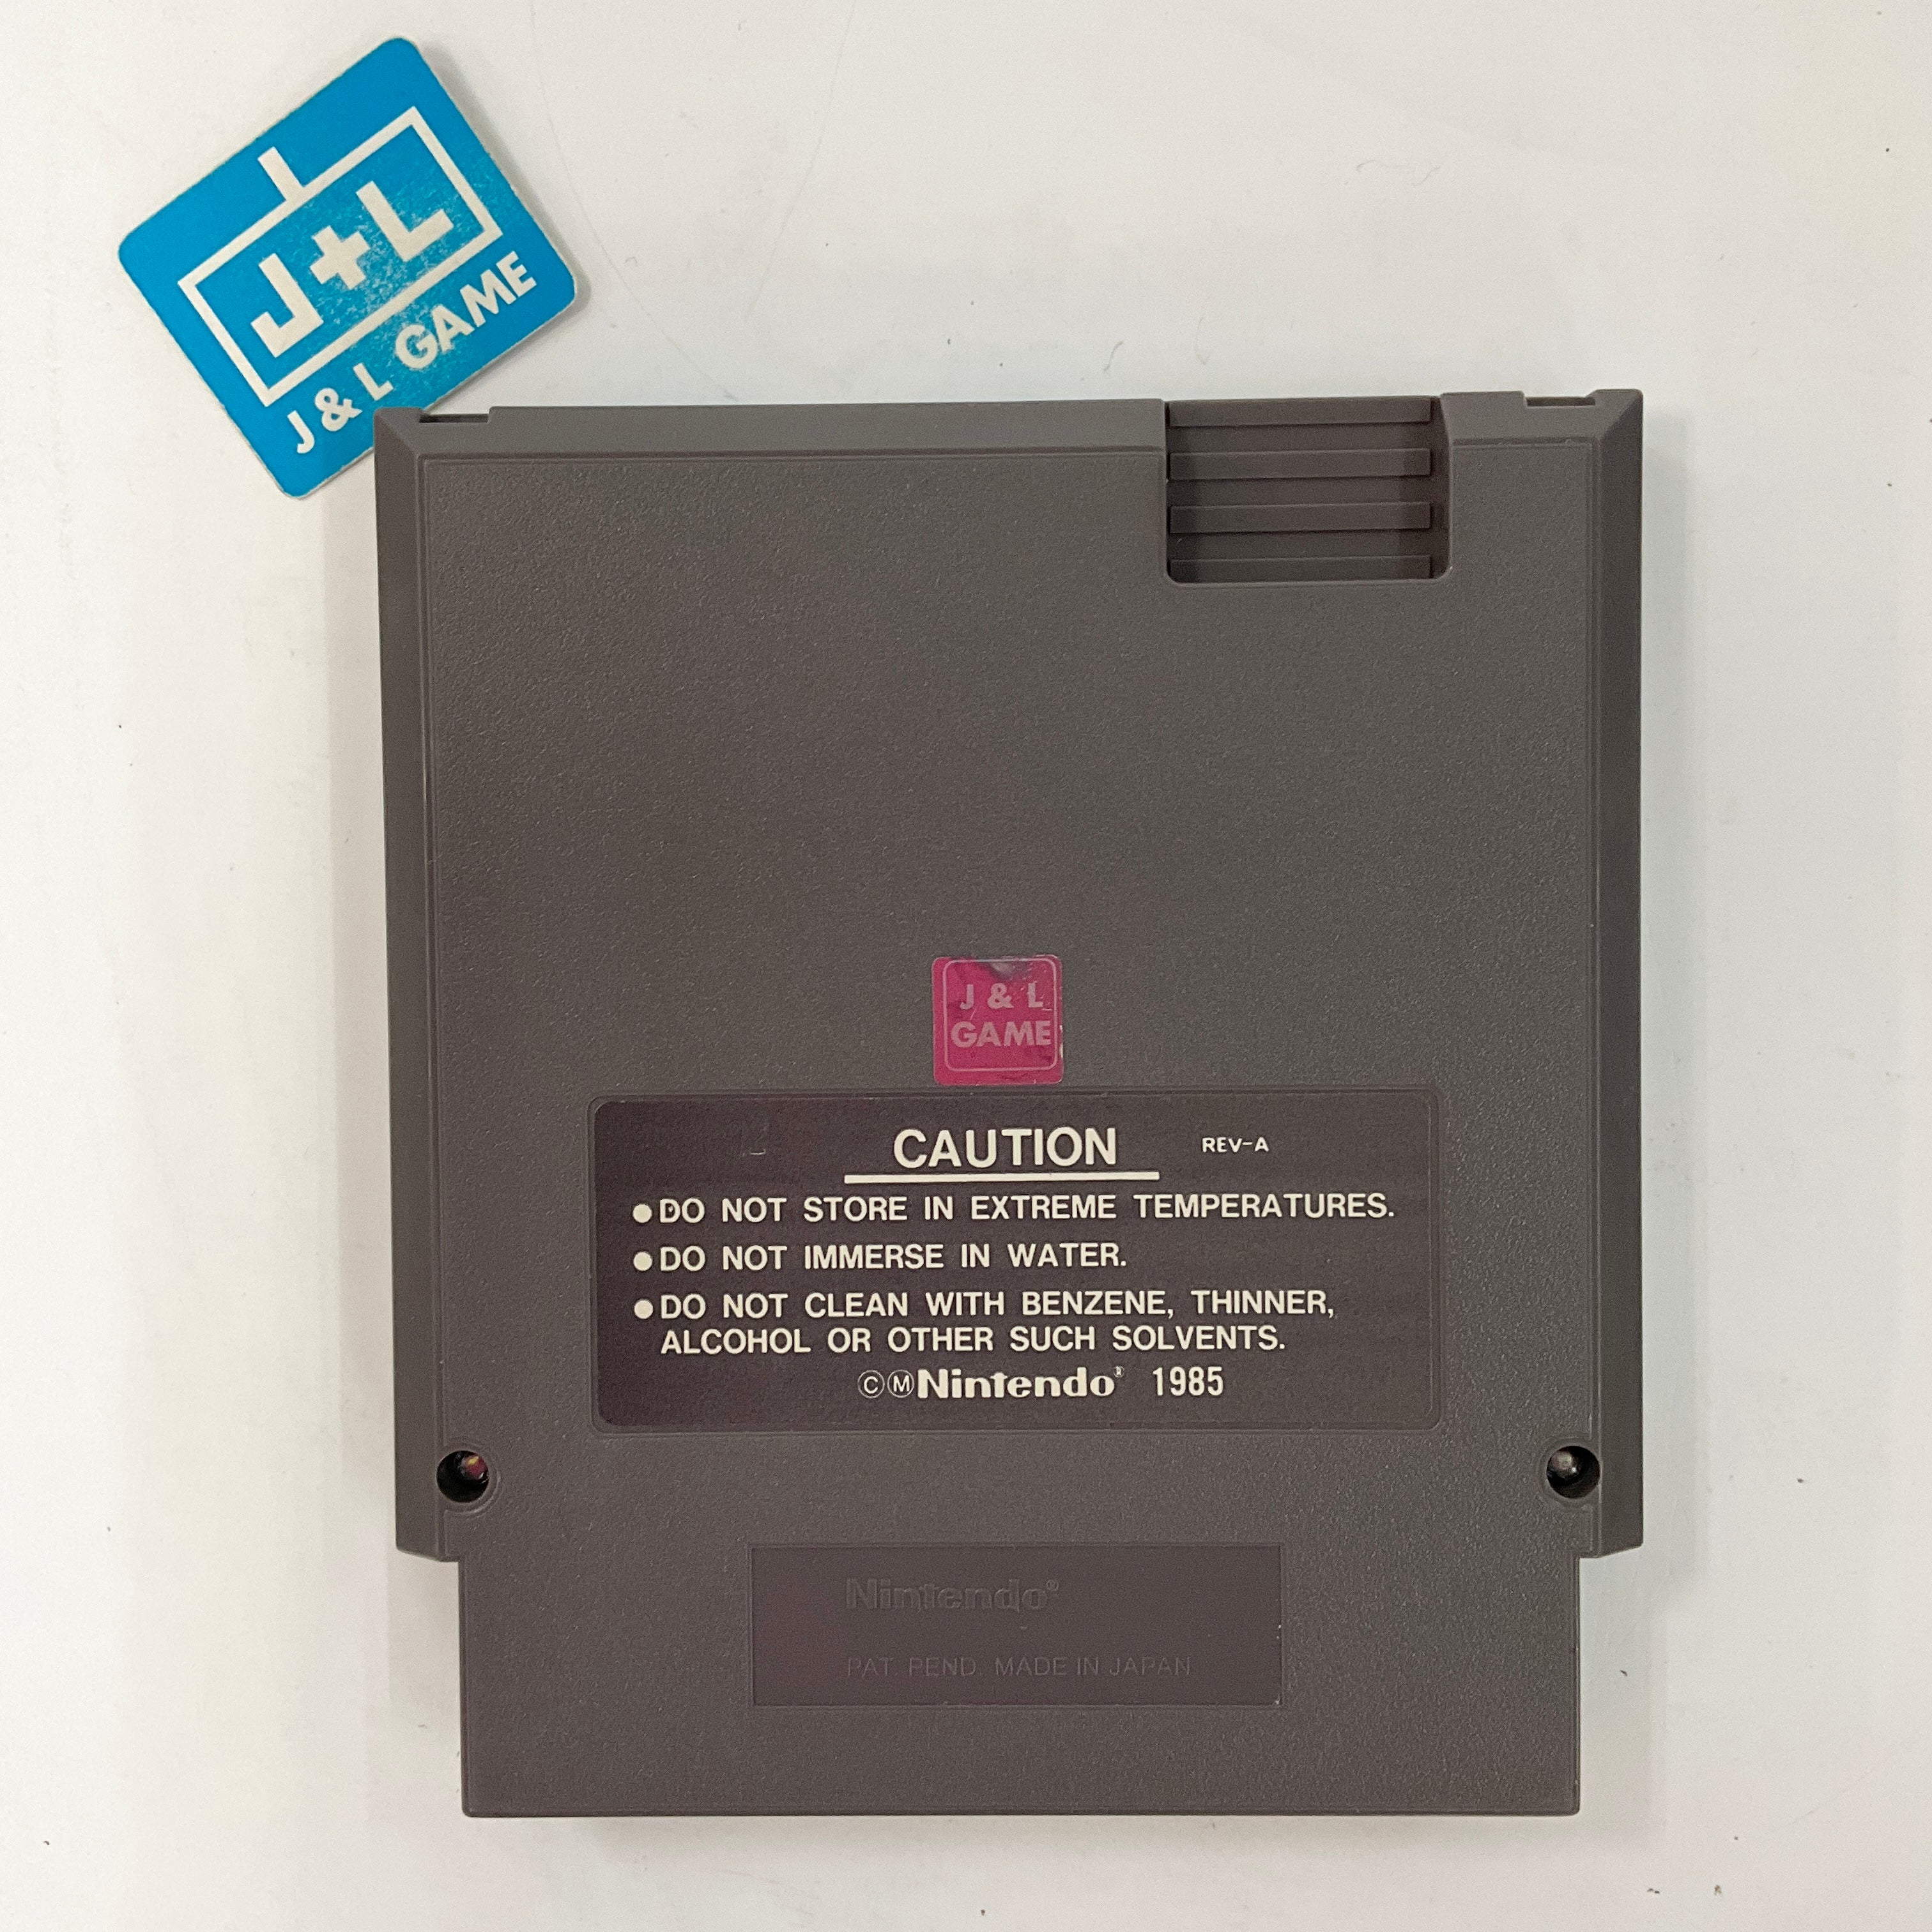 J+L
J & L GAME
J & L
GAME
CAUTION REV-A
●DO NOT STORE IN EXTREME TEMPERATURES.
●DO NOT IMMERSE IN WATER.
●DO NOT CLEAN WITH BENZENE, THINNER,
ALCOHOL OR OTHER SUCH SOLVENTS.
ⒸⓂNintendo® 1985
Nintendo®
PAT. PEND. MADE IN JAPAN